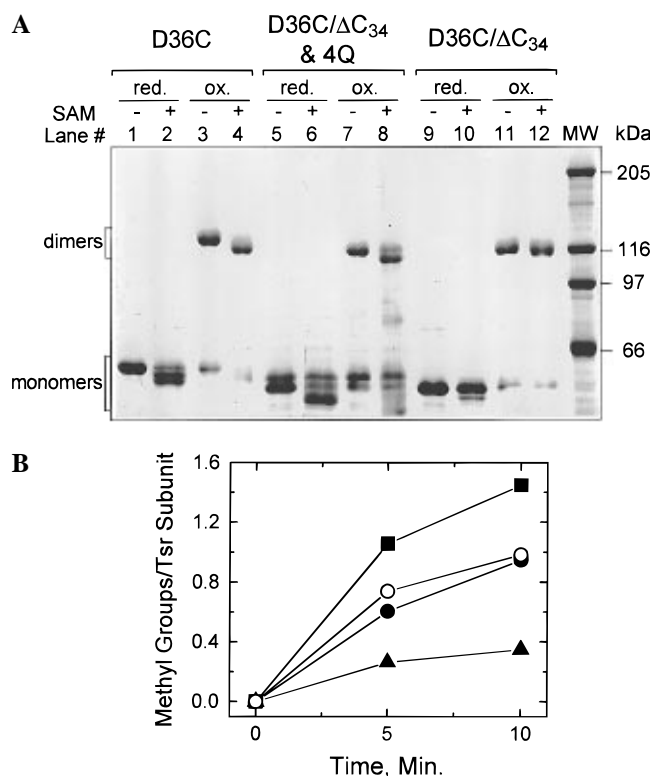 A
D36C
D36C/ΔC34
& 4Q
D36C/ΔC34
red. ox. red. ox. red. ox.
SAM - + - + - + - + - + - +
Lane # 1 2 3 4 5 6 7 8 9 10 11 12 MW kDa
205
dimers
116
97
66
monomers
B
Methyl Groups/Tsr Subunit
1.6
1.2
0.8
0.4
0.0
0 5 10
Time, Min.